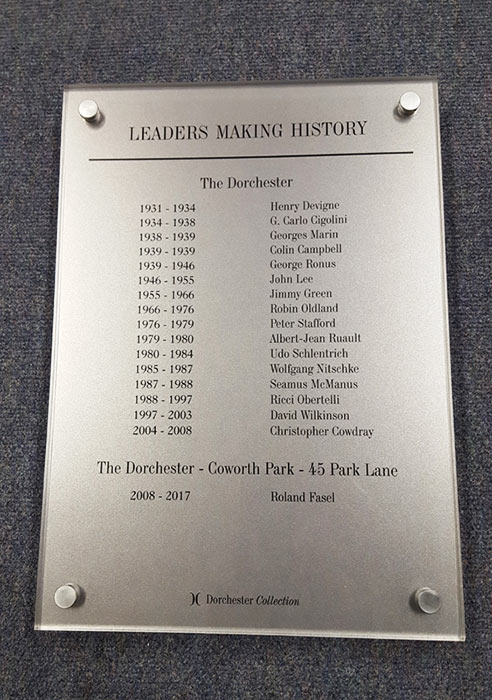 LEADERS MAKING HISTORY
The Dorchester
1931 - 1934 Henry Devigne
1934 - 1938 G. Carlo Cigolini
1938 - 1939 Georges Marin
1939 - 1939 Colin Campbell
1939 - 1946 George Ronus
1946 - 1955 John Lee
1955 - 1966 Jimmy Green
1966 - 1976 Robin Oldland
1976 - 1979 Peter Stafford
1979 - 1980 Albert-Jean Ruault
1980 - 1984 Udo Schlentrich
1985 - 1987 Wolfgang Nitschke
1987 - 1988 Seamus McManus
1988 - 1997 Ricci Obertelli
1997 - 2003 David Wilkinson
2004 - 2008 Christopher Cowdray
The Dorchester - Coworth Park - 45 Park Lane
2008 - 2017 Roland Fasel
Dorchester Collection